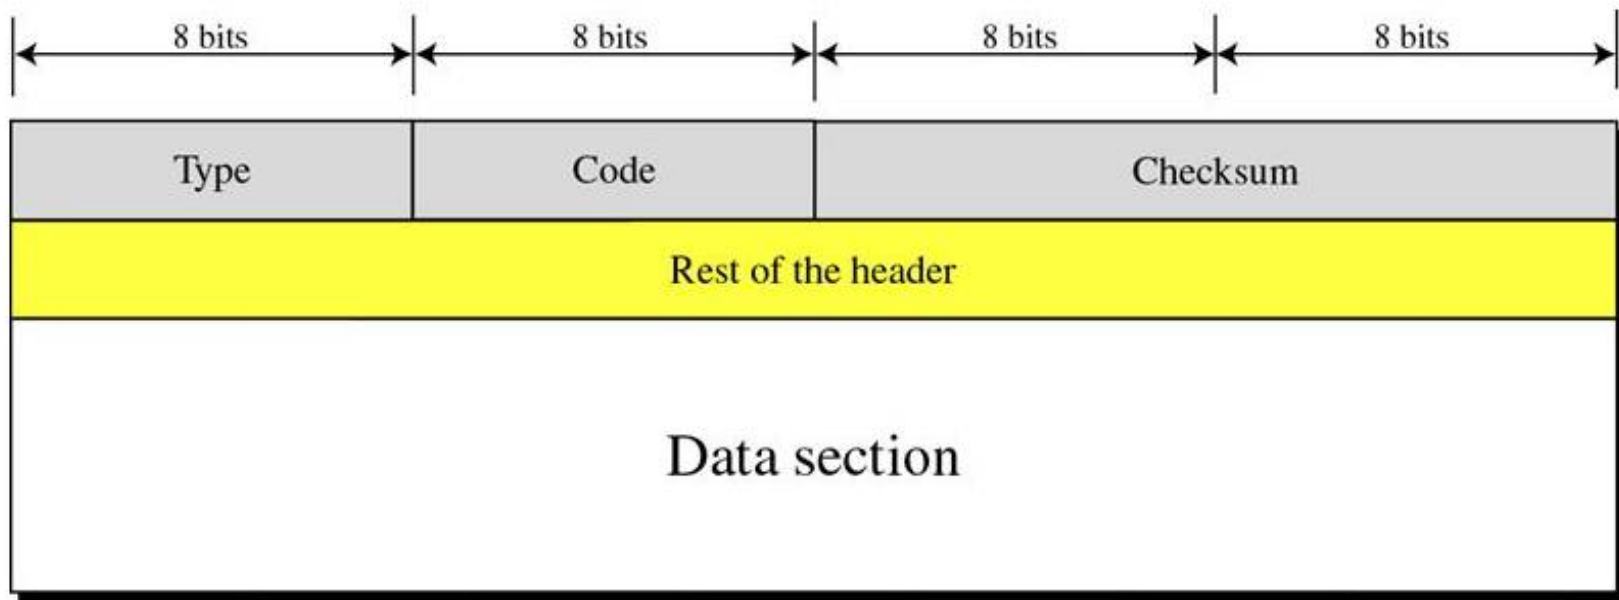 8 bits 8 bits 8 bits 8 bits
Type Code Checksum
Rest of the header
Data section